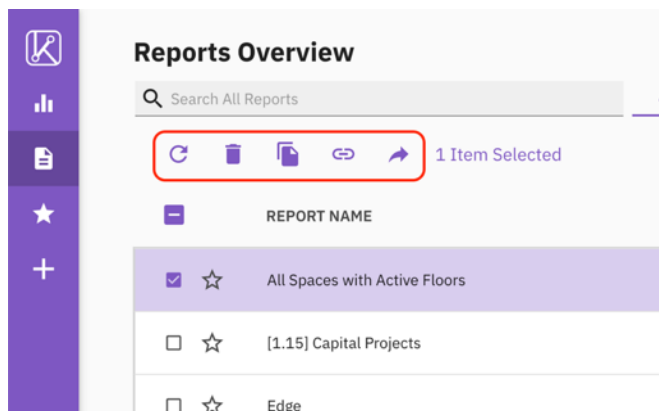 Reports Overview
Search All Reports
1 Item Selected
REPORT NAME
All Spaces with Active Floors
[1.15] Capital Projects
Edge